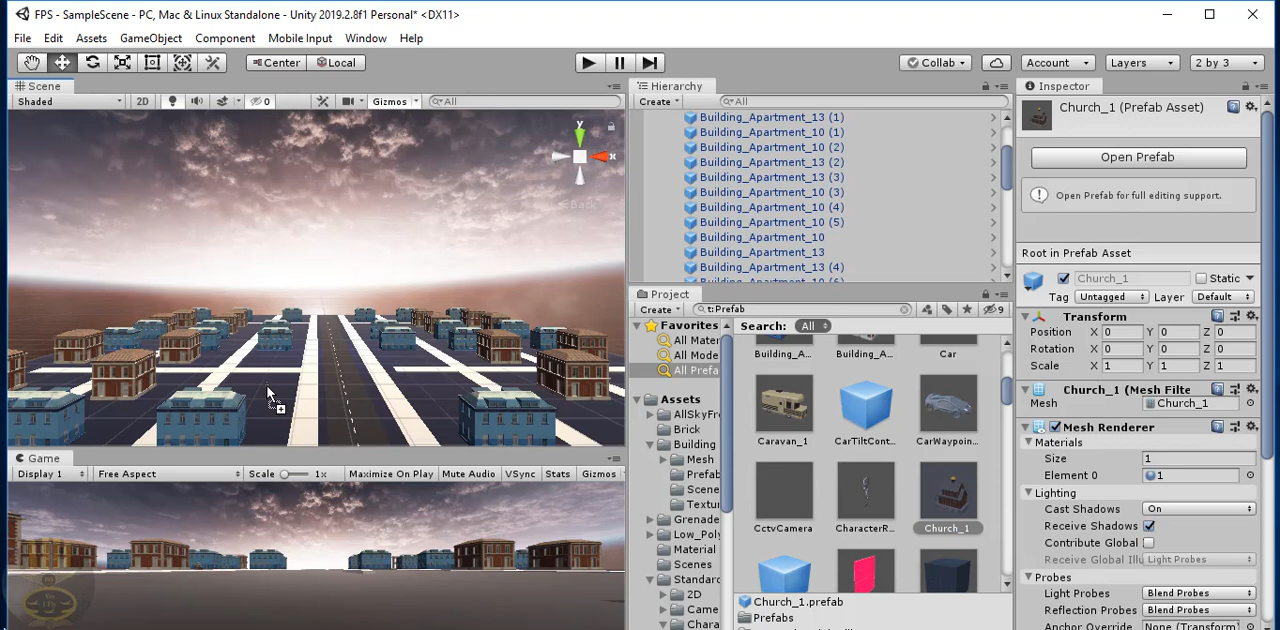 FPS - SampleScene - PC, Mac & Linux Standalone - Unity 2019.2.8f1 Personal* <DX11>
File Edit Assets GameObject Component Mobile Input Window Help
Center Local Collab Account Layers 2 by 3
Scene
Shaded 2D 0 Gizmos All
y
x
Back
Hierarchy
Create All
Building_Apartment_13 (1)
Building_Apartment_10 (1)
Building_Apartment_10 (2)
Building_Apartment_13 (2)
Building_Apartment_13 (3)
Building_Apartment_10 (3)
Building_Apartment_10 (4)
Building_Apartment_10 (5)
Building_Apartment_10
Building_Apartment_13
Building_Apartment_13 (4)
Project
Create t:Prefab 9
Favorites
All Mater
All Mode
All Prefa
Assets
AllSkyFre
Brick
Building
Mesh
Prefab
Scene
Textur
Grenade
Low_Poly
Material
Scenes
Standard
2D
Came
Chara
Search: All
Building_A... Building_A... Car
Caravan_1 CarTiltCont... CarWaypoin...
CctvCamera CharacterR... Church_1
Church_1.prefab
Prefabs
Inspector
Church_1 (Prefab Asset)
Open Prefab
Open Prefab for full editing support.
Root in Prefab Asset
Church_1 Static
Tag Untagged Layer Default
Transform
Position X 0 Y 0 Z 0
Rotation X 0 Y 0 Z 0
Scale X 1 Y 1 Z 1
Church_1 (Mesh Filte
Mesh Church_1
Mesh Renderer
Materials
Size 1
Element 0 1
Lighting
Cast Shadows On
Receive Shadows
Contribute Global
Receive Global Illu Light Probes
Probes
Light Probes Blend Probes
Reflection Probes Blend Probes
Anchor Override None (Transform)
Game
Display 1 Free Aspect Scale 1x Maximize On Play Mute Audio VSync Stats Gizmos